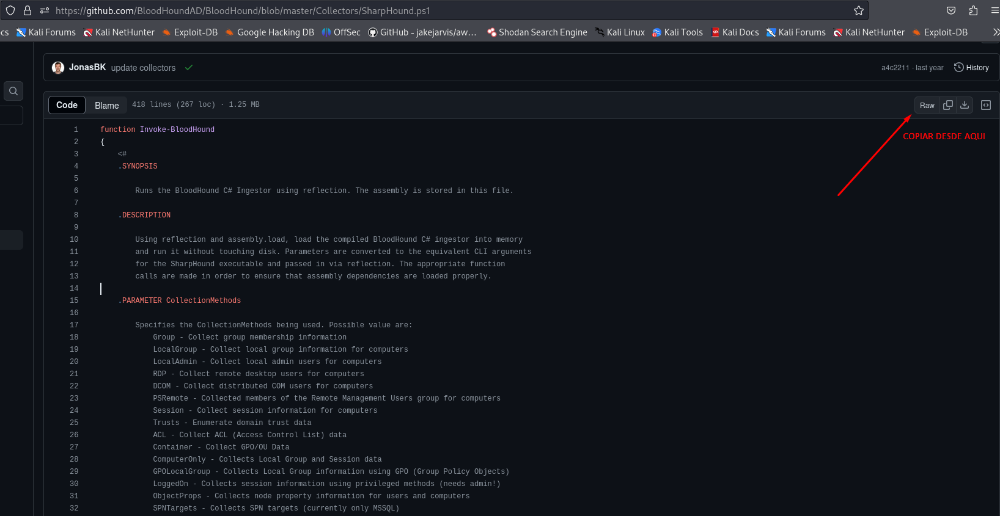 https://github.com/BloodHoundAD/BloodHound/blob/master/Collectors/SharpHound.ps1
cs Kali Forums Kali NetHunter Exploit-DB Google Hacking DB OffSec GitHub - jakejarvis/aw... Shodan Search Engine Kali Linux Kali Tools Kali Docs Kali Forums Kali NetHunter Exploit-DB
JonasBK update collectors a4c2211 · last year History
Code Blame 418 lines (267 loc) · 1.25 MB Raw
COPIAR DESDE AQUI
1 function Invoke-BloodHound
2 {
3 <#
4 .SYNOPSIS
5
6 Runs the BloodHound C# Ingestor using reflection. The assembly is stored in this file.
7
8 .DESCRIPTION
9
10 Using reflection and assembly.load, load the compiled BloodHound C# ingestor into memory
11 and run it without touching disk. Parameters are converted to the equivalent CLI arguments
12 for the SharpHound executable and passed in via reflection. The appropriate function
13 calls are made in order to ensure that assembly dependencies are loaded properly.
14
15 .PARAMETER CollectionMethods
16
17 Specifies the CollectionMethods being used. Possible value are:
18 Group - Collect group membership information
19 LocalGroup - Collect local group information for computers
20 LocalAdmin - Collect local admin users for computers
21 RDP - Collect remote desktop users for computers
22 DCOM - Collect distributed COM users for computers
23 PSRemote - Collected members of the Remote Management Users group for computers
24 Session - Collect session information for computers
25 Trusts - Enumerate domain trust data
26 ACL - Collect ACL (Access Control List) data
27 Container - Collect GPO/OU Data
28 ComputerOnly - Collects Local Group and Session data
29 GPOLocalGroup - Collects Local Group information using GPO (Group Policy Objects)
30 LoggedOn - Collects session information using privileged methods (needs admin!)
31 ObjectProps - Collects node property information for users and computers
32 SPNTargets - Collects SPN targets (currently only MSSQL)